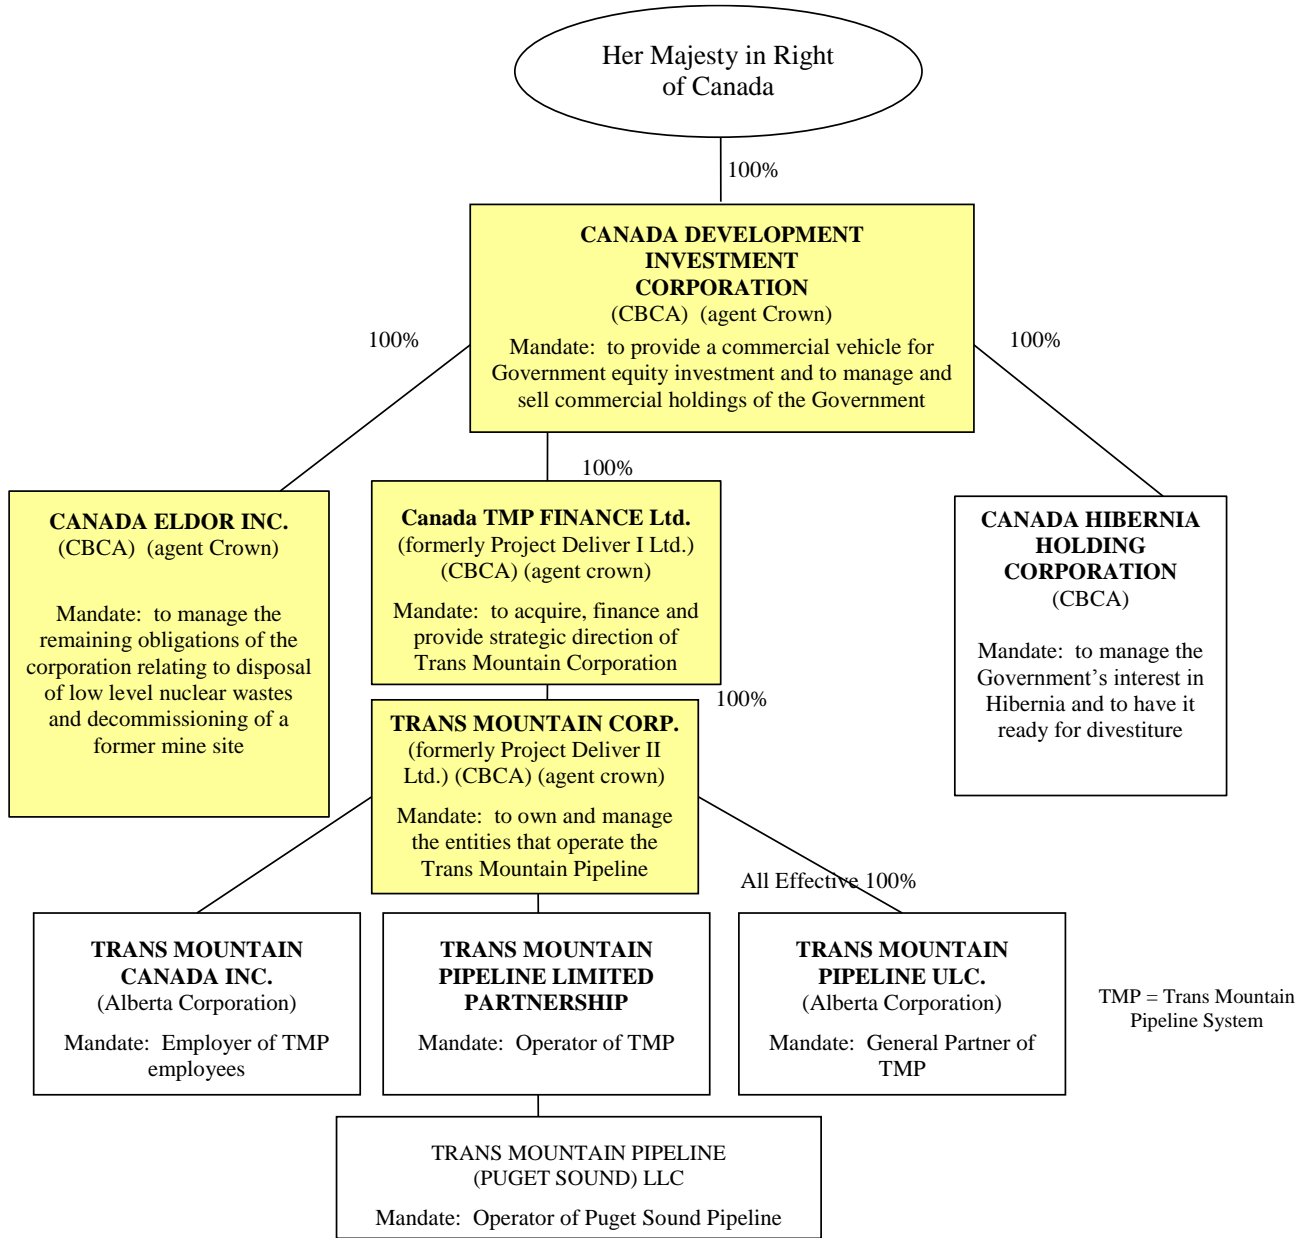 Her Majesty in Right
of Canada
100%
CANADA DEVELOPMENT
INVESTMENT
CORPORATION
(CBCA) (agent Crown)
Mandate: to provide a commercial vehicle for
Government equity investment and to manage and
sell commercial holdings of the Government
100%
100%
100%
CANADA ELDOR INC.
(CBCA) (agent Crown)
Mandate: to manage the
remaining obligations of the
corporation relating to disposal
of low level nuclear wastes
and decommissioning of a
former mine site
Canada TMP FINANCE Ltd.
(formerly Project Deliver I Ltd.)
(CBCA) (agent crown)
Mandate: to acquire, finance and
provide strategic direction of
Trans Mountain Corporation
CANADA HIBERNIA
HOLDING
CORPORATION
(CBCA)
Mandate: to manage the
Government’s interest in
Hibernia and to have it
ready for divestiture
100%
TRANS MOUNTAIN CORP.
(formerly Project Deliver II
Ltd.) (CBCA) (agent crown)
Mandate: to own and manage
the entities that operate the
Trans Mountain Pipeline
All Effective 100%
TRANS MOUNTAIN
CANADA INC.
(Alberta Corporation)
Mandate: Employer of TMP
employees
TRANS MOUNTAIN
PIPELINE LIMITED
PARTNERSHIP
Mandate: Operator of TMP
TRANS MOUNTAIN
PIPELINE ULC.
(Alberta Corporation)
Mandate: General Partner of
TMP
TMP = Trans Mountain
Pipeline System
TRANS MOUNTAIN PIPELINE
(PUGET SOUND) LLC
Mandate: Operator of Puget Sound Pipeline